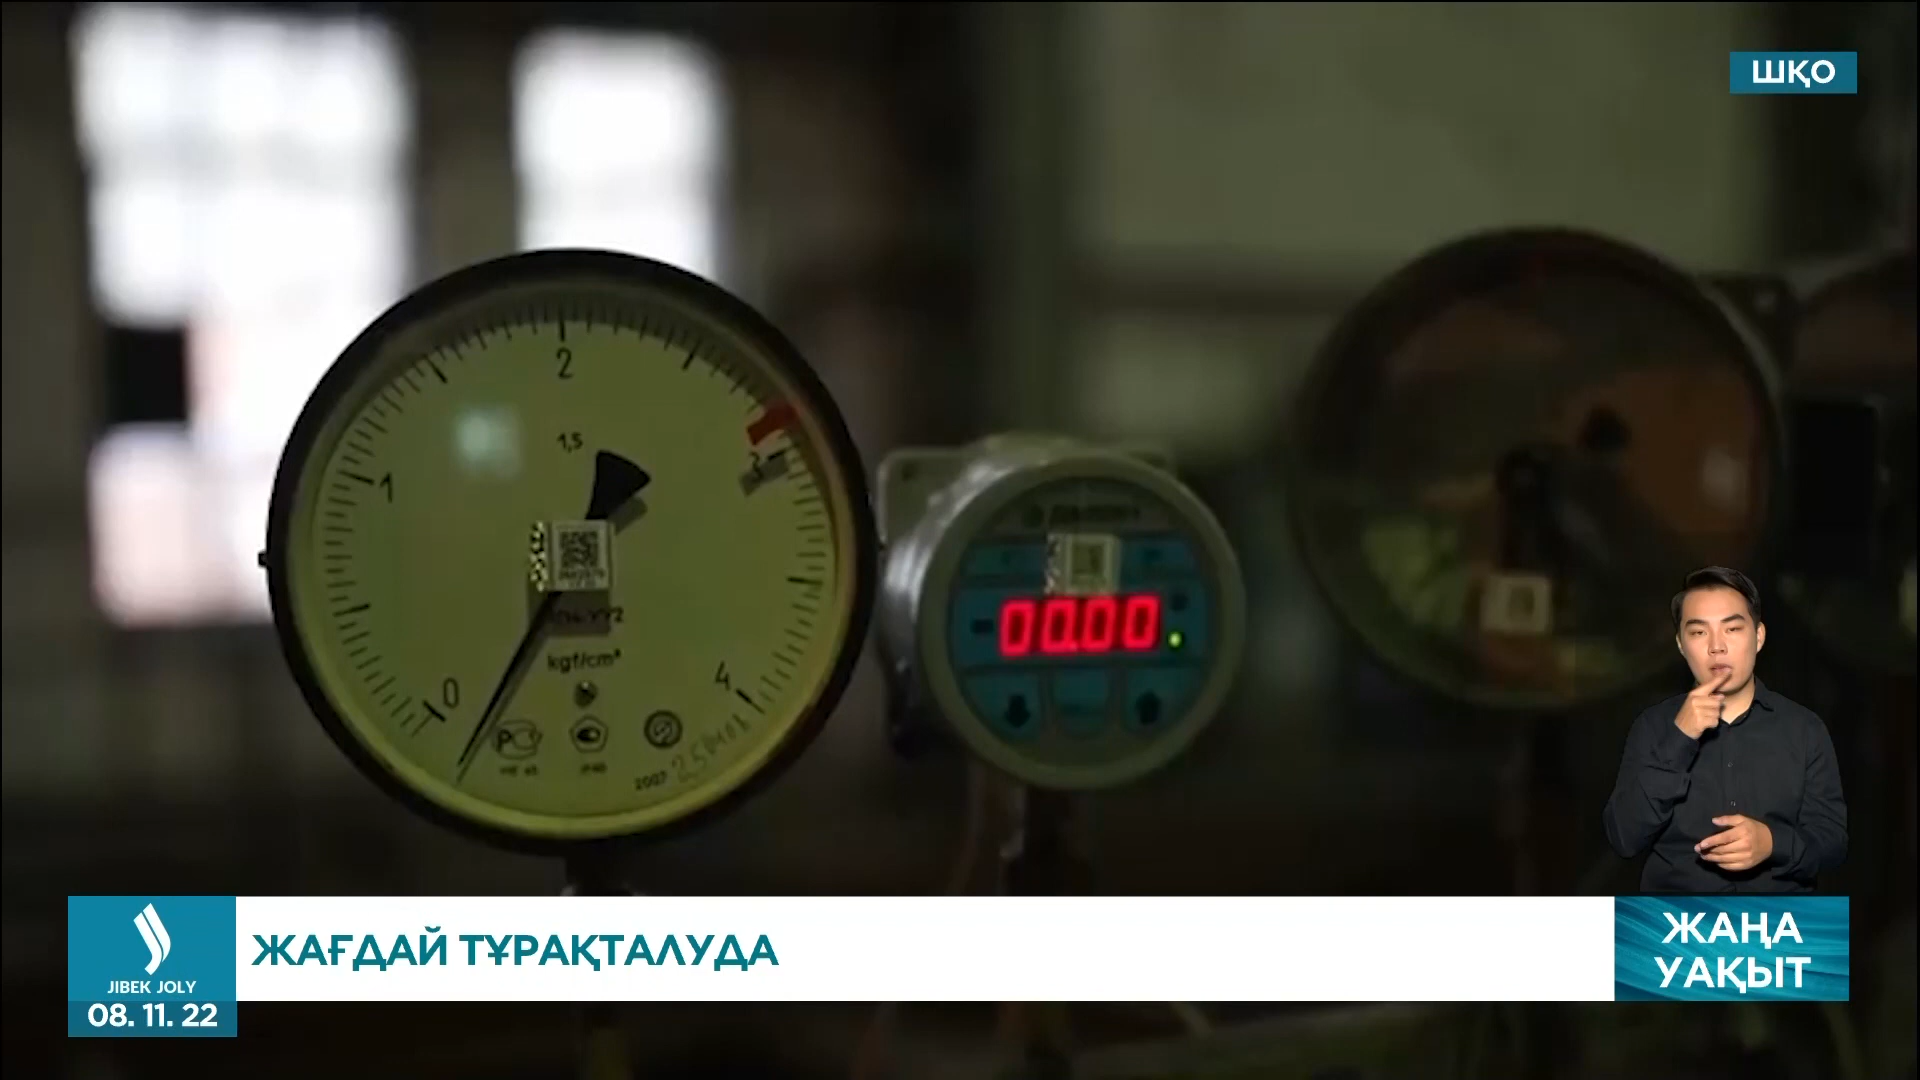 ШҚО
2
1,5
1
3
0
4
kgf/cm²
2007
00.00
ЖАҒДАЙ ТҰРАҚТАЛУДА
ЖАҢА
УАҚЫТ
JIBEK JOLY
08. 11. 22